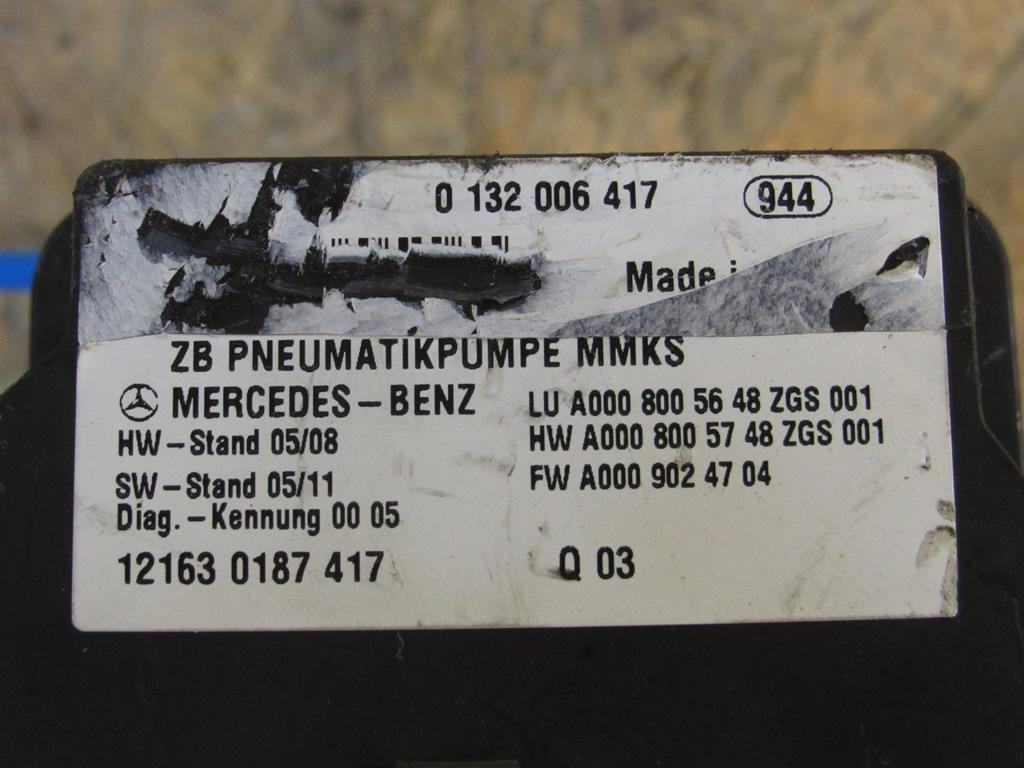 0 132 006 417 944
Made
ZB PNEUMATIKPUMPE MMKS
MERCEDES-BENZ
HW-Stand 05/08
SW-Stand 05/11
Diag.-Kennung 00 05
LU A000 800 56 48 ZGS 001
HW A000 800 57 48 ZGS 001
FW A000 902 47 04
12163 0187 417 Q 03